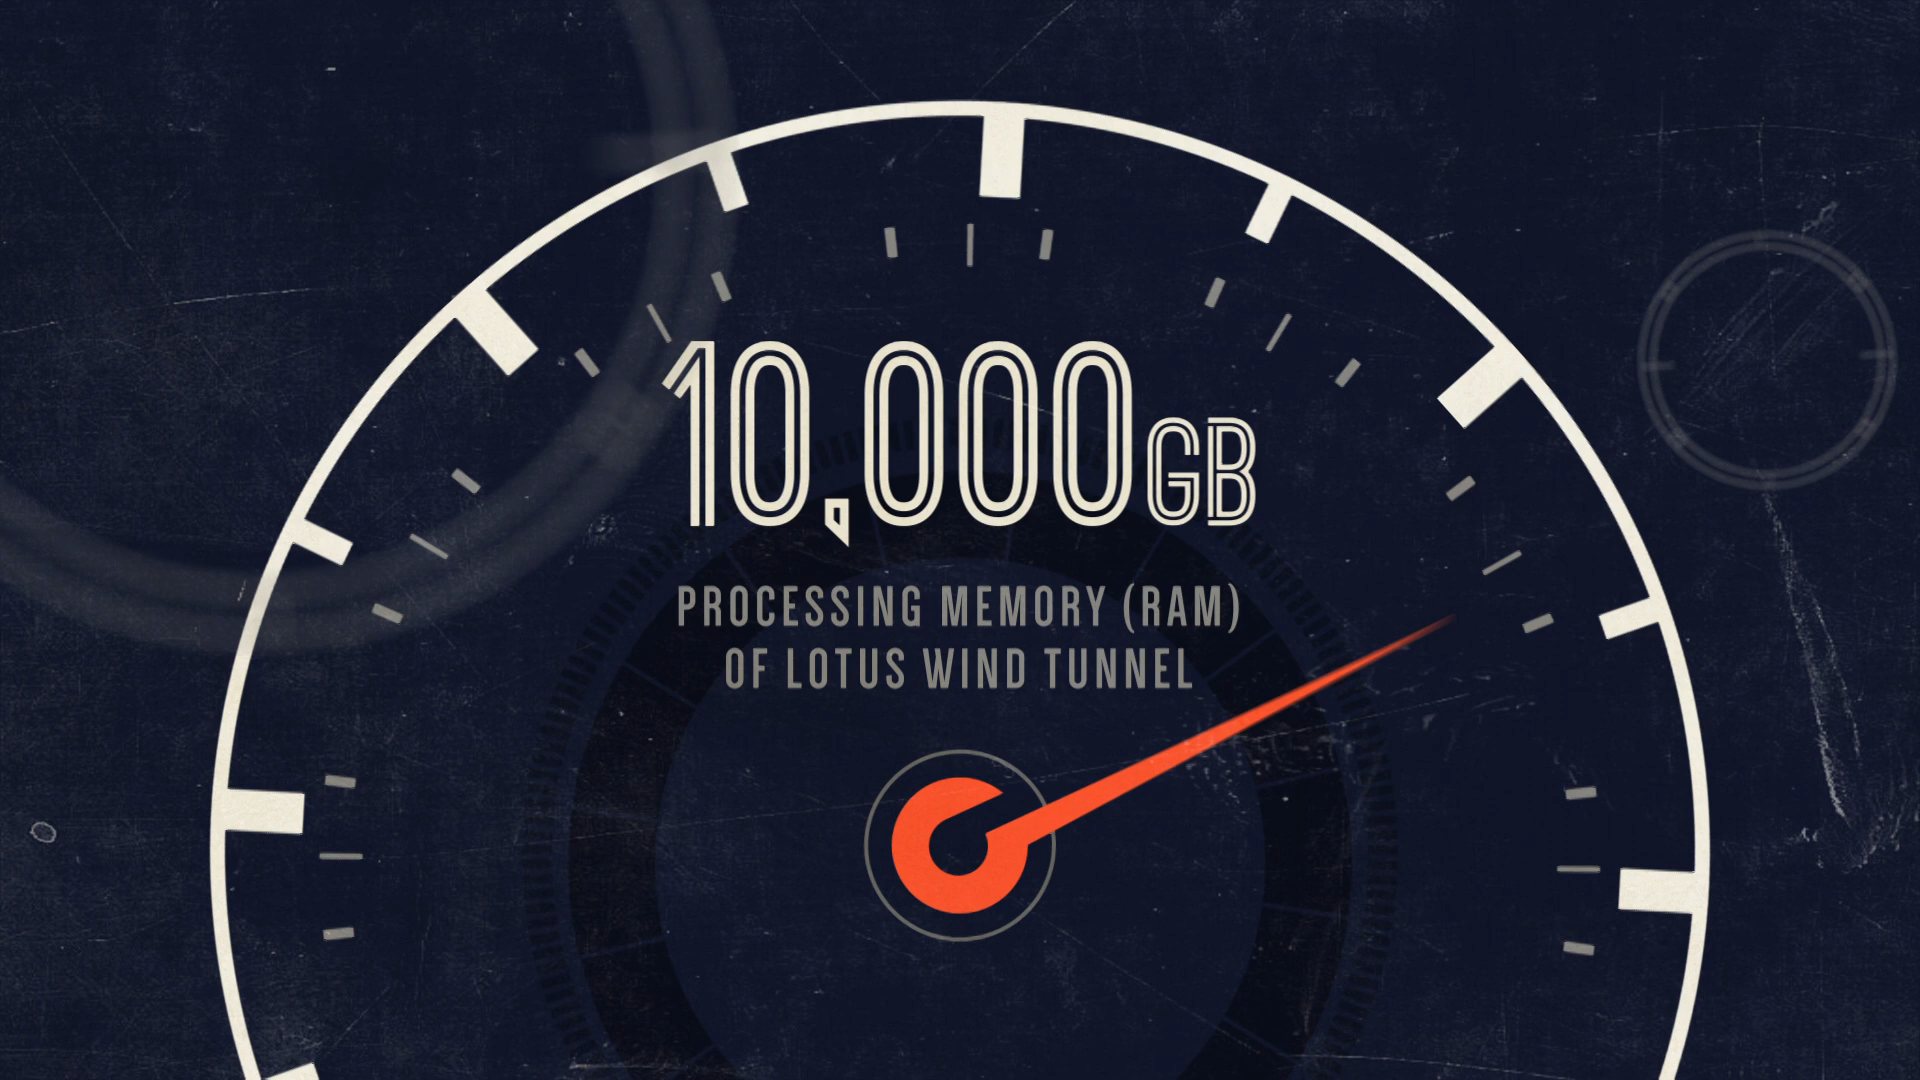 10,000GB
PROCESSING MEMORY (RAM)
OF LOTUS WIND TUNNEL